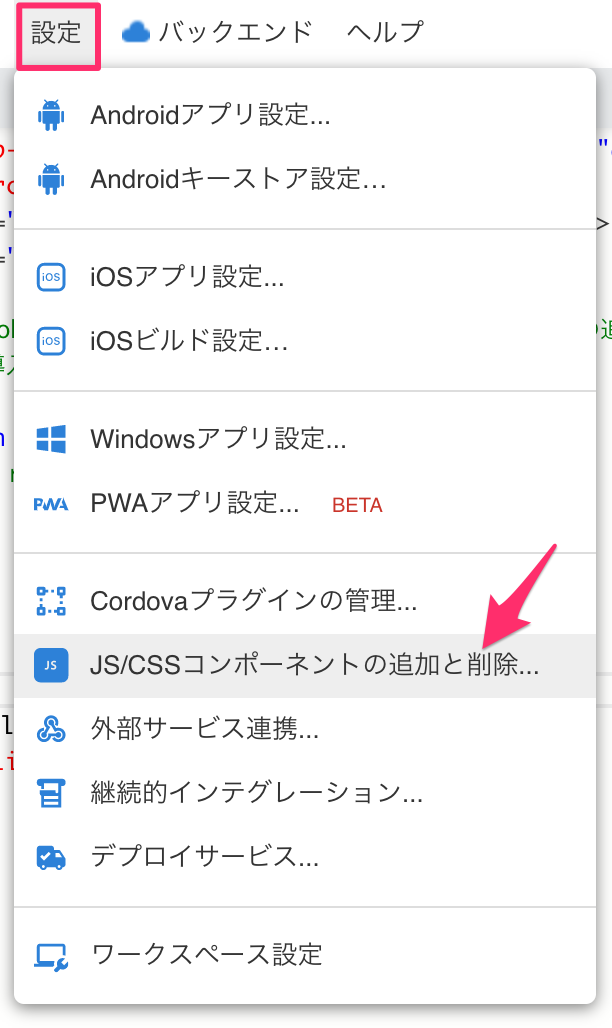 設定 バックエンド ヘルプ
Androidアプリ設定...
Androidキーストア設定...
iOS iOSアプリ設定...
iOS iOSビルド設定...
Windowsアプリ設定...
PWA PWAアプリ設定... BETA
Cordovaプラグインの管理...
JS JS/CSSコンポーネントの追加と削除...
外部サービス連携...
継続的インテグレーション...
デプロイサービス...
ワークスペース設定